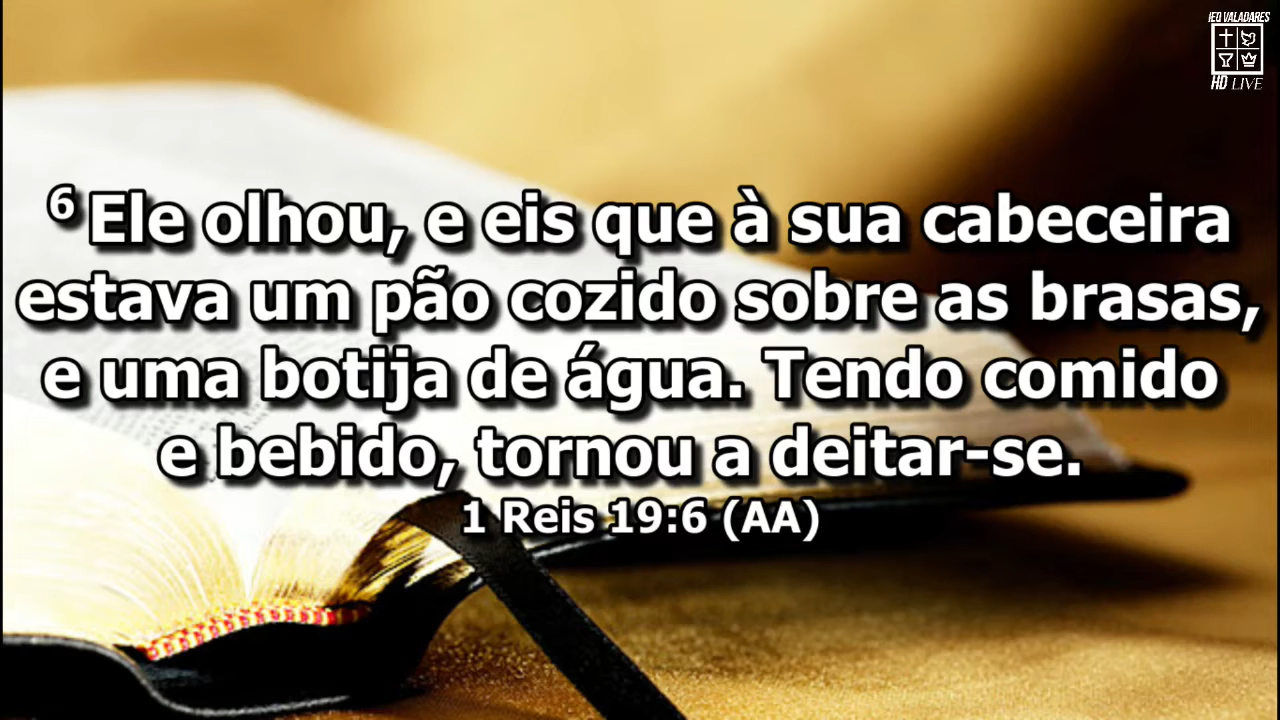 IEQ VALADARES
HD LIVE
6 Ele olhou, e eis que à sua cabeceira
estava um pão cozido sobre as brasas,
e uma botija de água. Tendo comido
e bebido, tornou a deitar-se.
1 Reis 19:6 (AA)